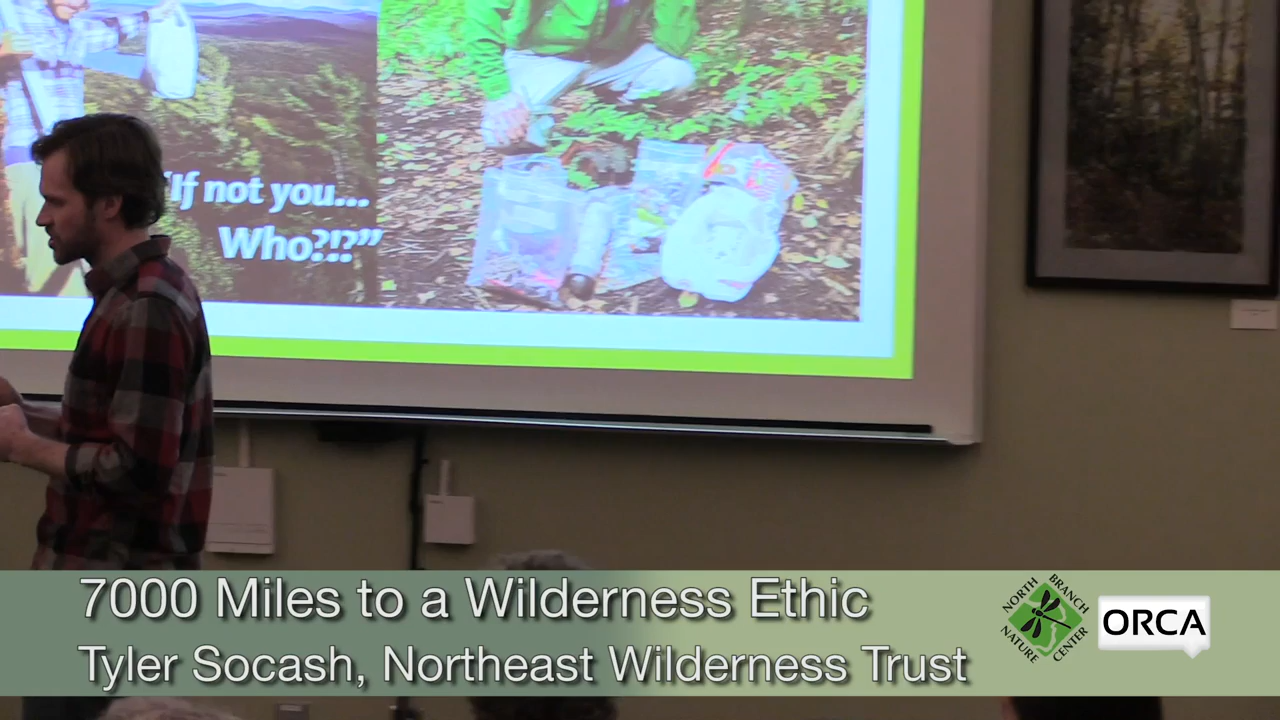 “If not you...
Who?!?”
7000 Miles to a Wilderness Ethic
Tyler Socash, Northeast Wilderness Trust
NORTH BRANCH
NATURE CENTER
ORCA